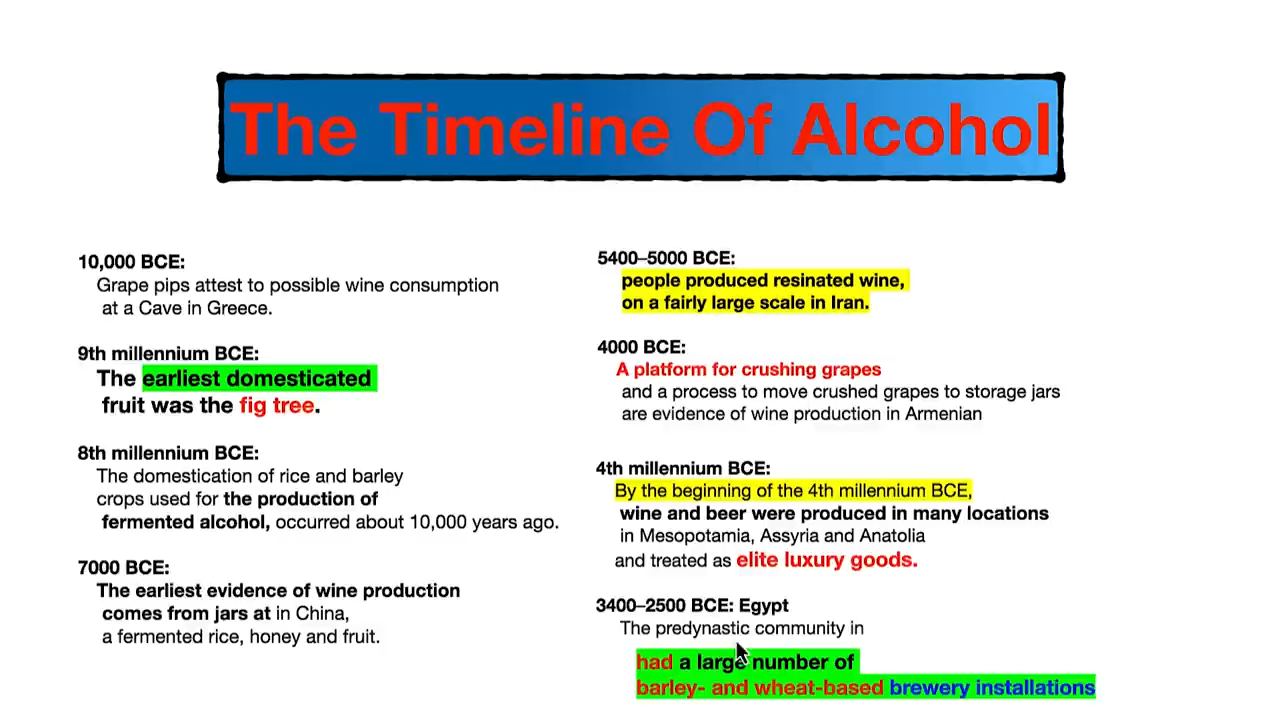 The Timeline Of Alcohol
10,000 BCE:
Grape pips attest to possible wine consumption
at a Cave in Greece.
9th millennium BCE:
The earliest domesticated
fruit was the fig tree.
8th millennium BCE:
The domestication of rice and barley
crops used for the production of
fermented alcohol, occurred about 10,000 years ago.
7000 BCE:
The earliest evidence of wine production
comes from jars at in China,
a fermented rice, honey and fruit.
5400–5000 BCE:
people produced resinated wine,
on a fairly large scale in Iran.
4000 BCE:
A platform for crushing grapes
and a process to move crushed grapes to storage jars
are evidence of wine production in Armenian
4th millennium BCE:
By the beginning of the 4th millennium BCE,
wine and beer were produced in many locations
in Mesopotamia, Assyria and Anatolia
and treated as elite luxury goods.
3400–2500 BCE: Egypt
The predynastic community in
had a large number of
barley- and wheat-based brewery installations